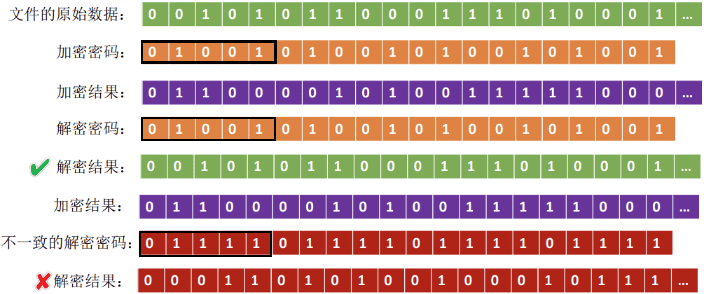 文件的原始数据： 0 0 1 0 1 0 1 1 0 0 0 1 1 1 0 1 0 0 0 1 ...
加密密码： 0 1 0 0 1 0 1 0 0 1 0 1 0 0 1 0 1 0 0 1
加密结果： 0 1 1 0 0 0 0 1 0 1 0 0 1 1 1 1 1 0 0 0 ...
解密密码： 0 1 0 0 1 0 1 0 0 1 0 1 0 0 1 0 1 0 0 1
解密结果： 0 0 1 0 1 0 1 1 0 0 0 1 1 1 0 1 0 0 0 1 ...
加密结果： 0 1 1 0 0 0 0 1 0 1 0 0 1 1 1 1 1 0 0 0 ...
不一致的解密密码： 0 1 1 1 1 0 1 1 1 1 0 1 1 1 1 0 1 1 1 1
解密结果： 0 0 0 1 1 0 1 0 1 0 0 1 0 0 0 1 0 1 1 1 ...